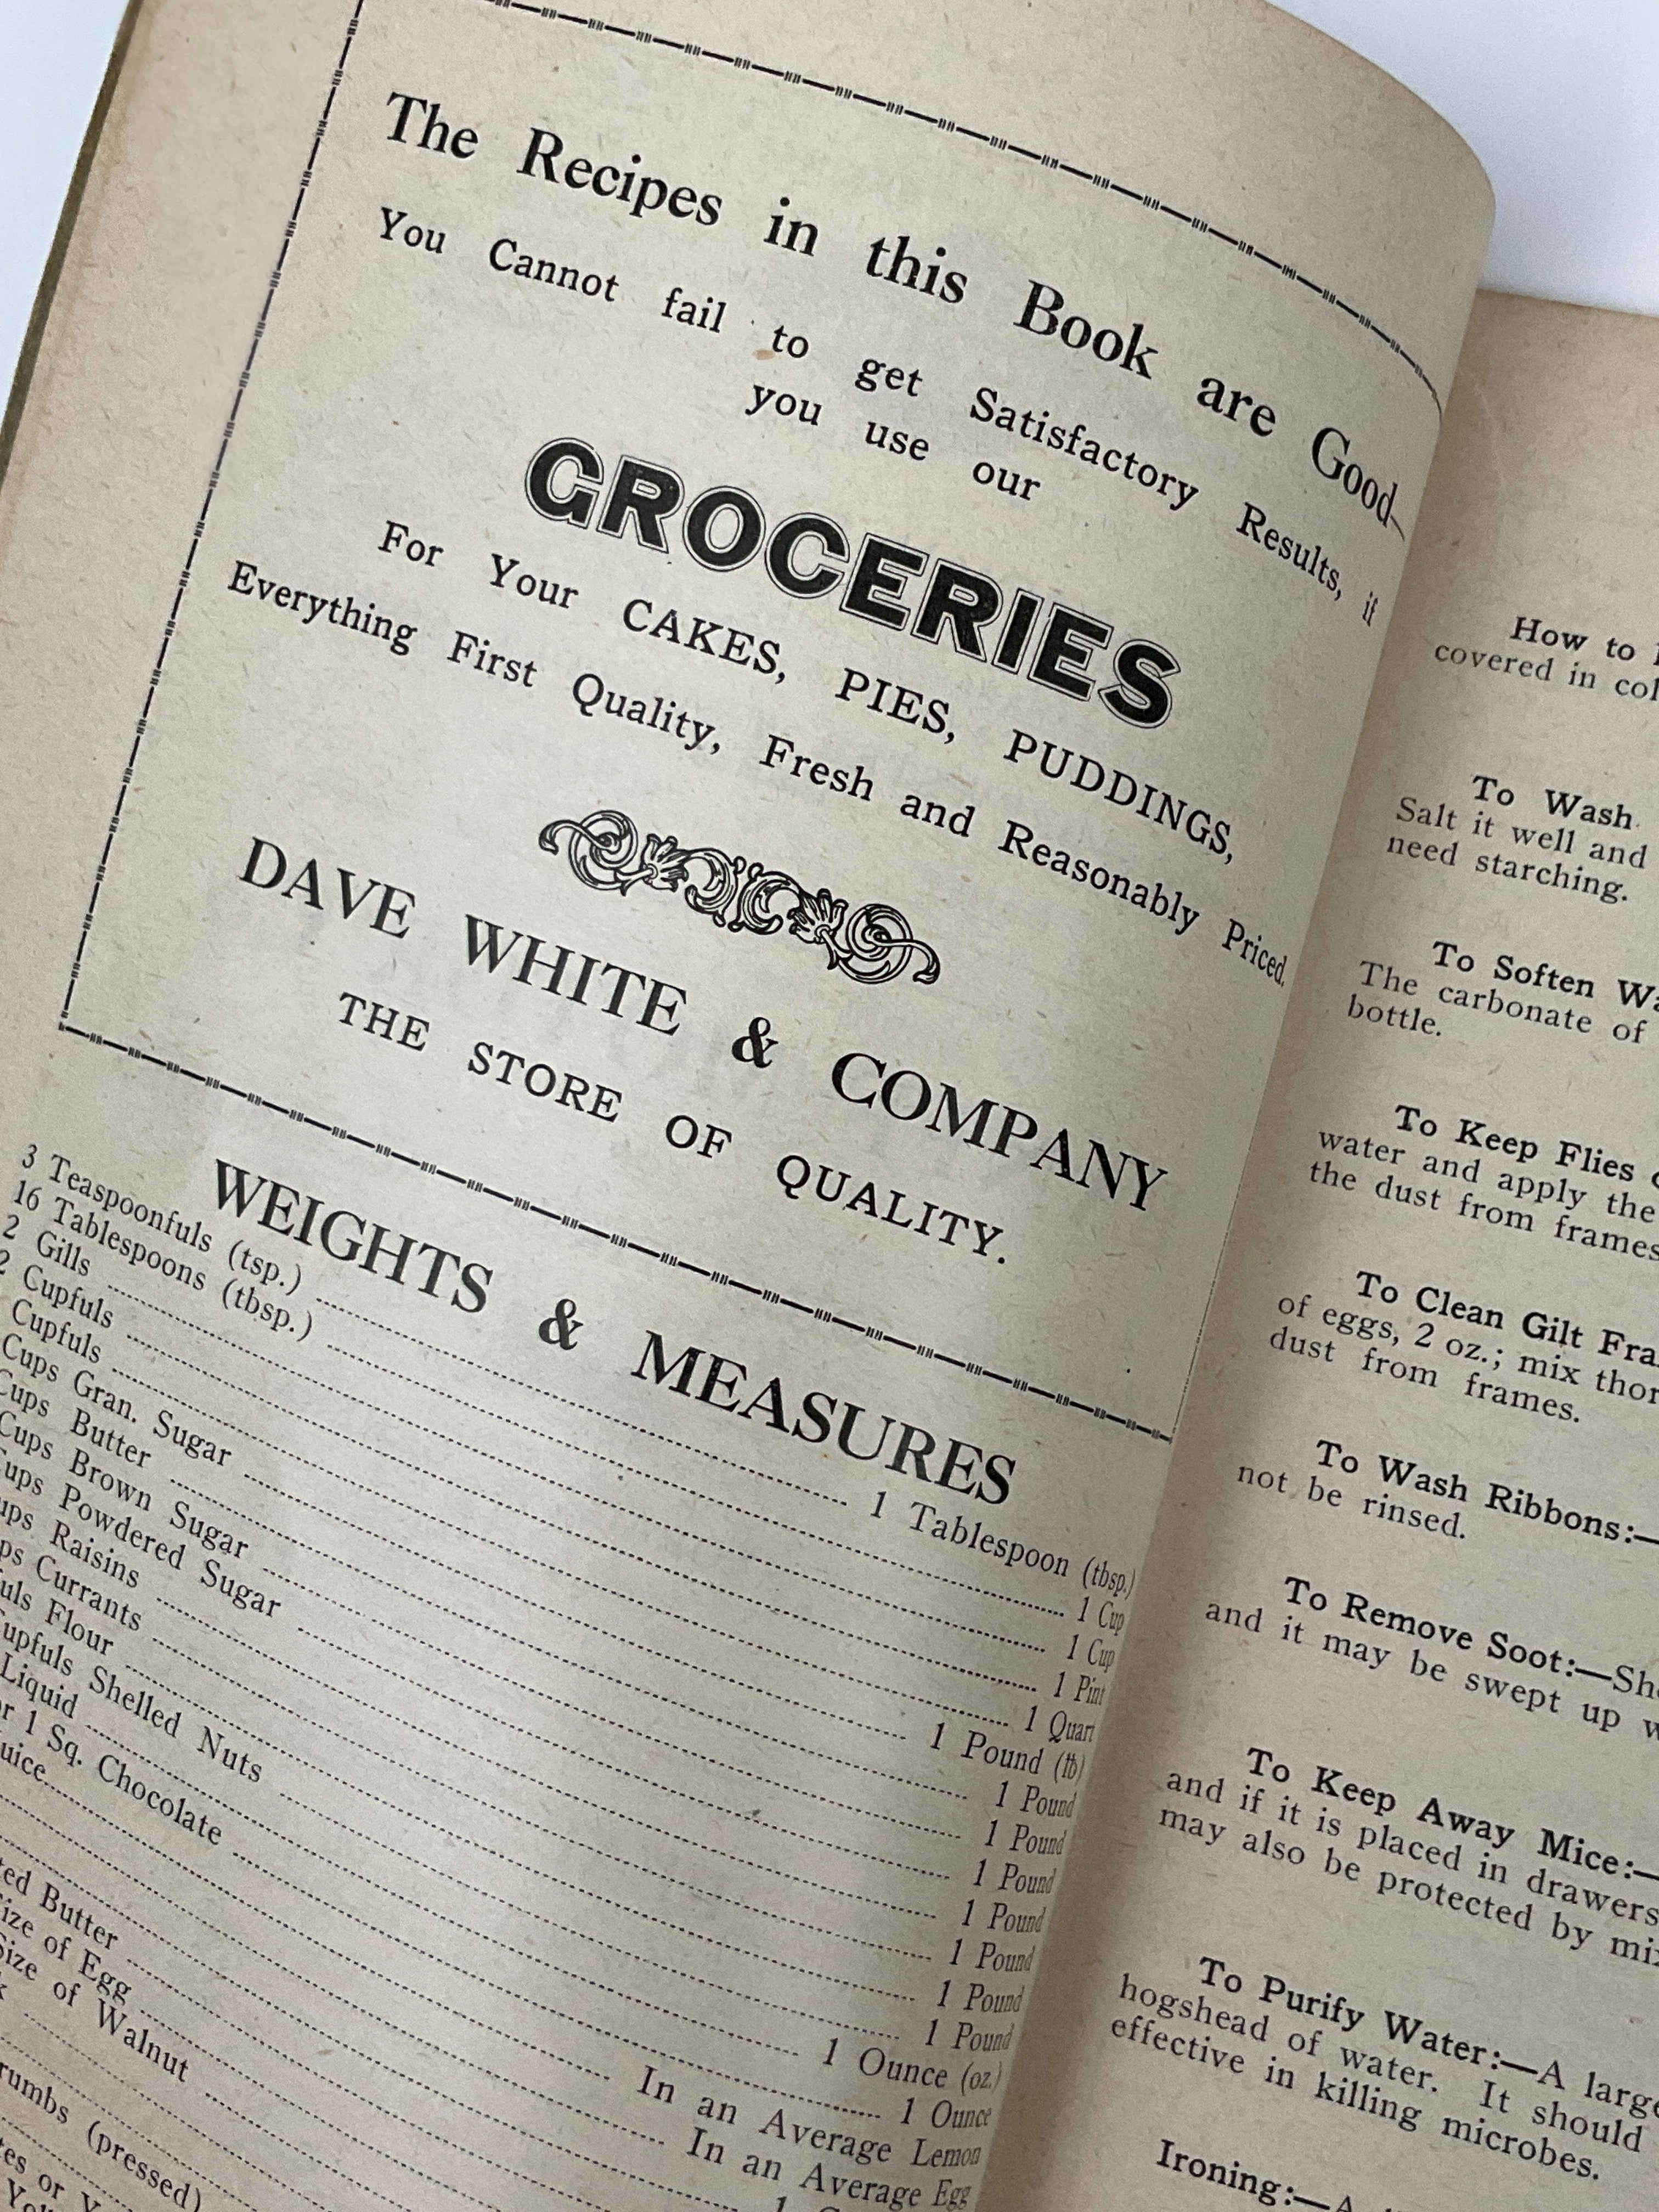 The Recipes in this Book are Good—
You Cannot fail to get Satisfactory Results, if
you use our
GROCERIES
For Your CAKES, PIES, PUDDINGS,
Everything First Quality, Fresh and Reasonably Priced.
DAVE WHITE & COMPANY
THE STORE OF QUALITY.
WEIGHTS & MEASURES
3 Teaspoonfuls (tsp.) 1 Tablespoon (tbsp.)
16 Tablespoons (tbsp.) 1 Cup
2 Gills 1 Cup
2 Cupfuls 1 Pint
Cupfuls 1 Quart
Cups Gran. Sugar 1 Pound (lb)
Cups Butter 1 Pound
Cups Brown Sugar 1 Pound
Cups Powdered Sugar 1 Pound
Raisins 1 Pound
Currants 1 Pound
Flour 1 Pound
Shelled Nuts 1 Pound
Liquid 1 Ounce (oz.)
1 Sq. Chocolate 1 Ounce
In an Average Lemon
In an Average Egg
Butter
Size of Egg
Size of Walnut
(pressed)
How to
covered in
To Wash
Salt it well and
need starching.
To Soften
The carbonate of
bottle.
To Keep Flies
water and apply the
the dust from frames
To Clean Gilt
of eggs, 2 oz.; mix
dust from frames.
To Wash Ribbons:—
not be rinsed.
To Remove Soot:—
and it may be swept up
To Keep Away Mice:—
and if it is placed in drawers
may also be protected by
To Purify Water:—A
hogshead of water. It should
effective in killing microbes.
Ironing:—A